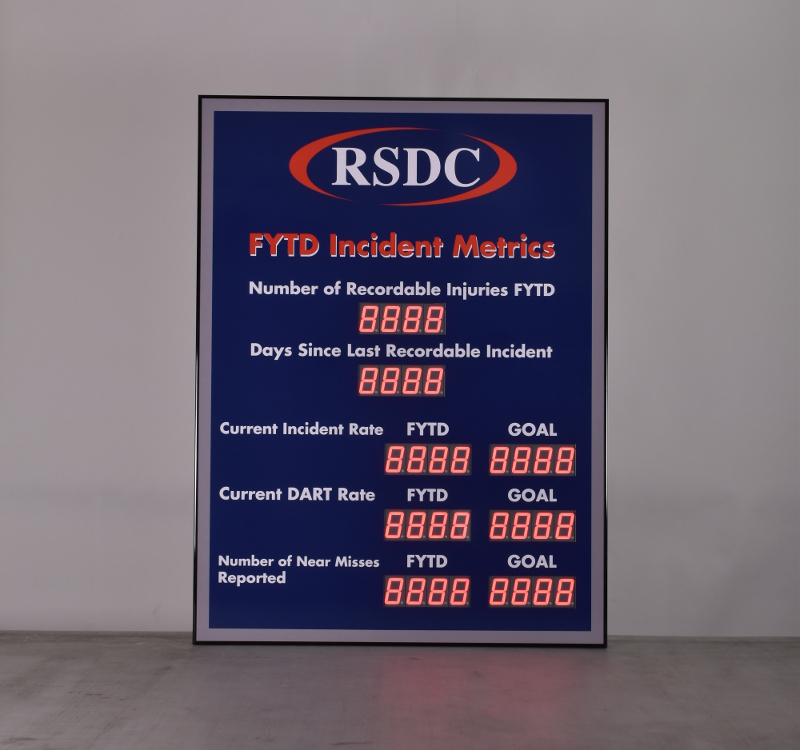 RSDC
FYTD Incident Metrics
Number of Recordable Injuries FYTD
8888
Days Since Last Recordable Incident
8888
Current Incident Rate FYTD GOAL
8888 8888
Current DART Rate FYTD GOAL
8888 8888
Number of Near Misses FYTD GOAL
Reported
8888 8888